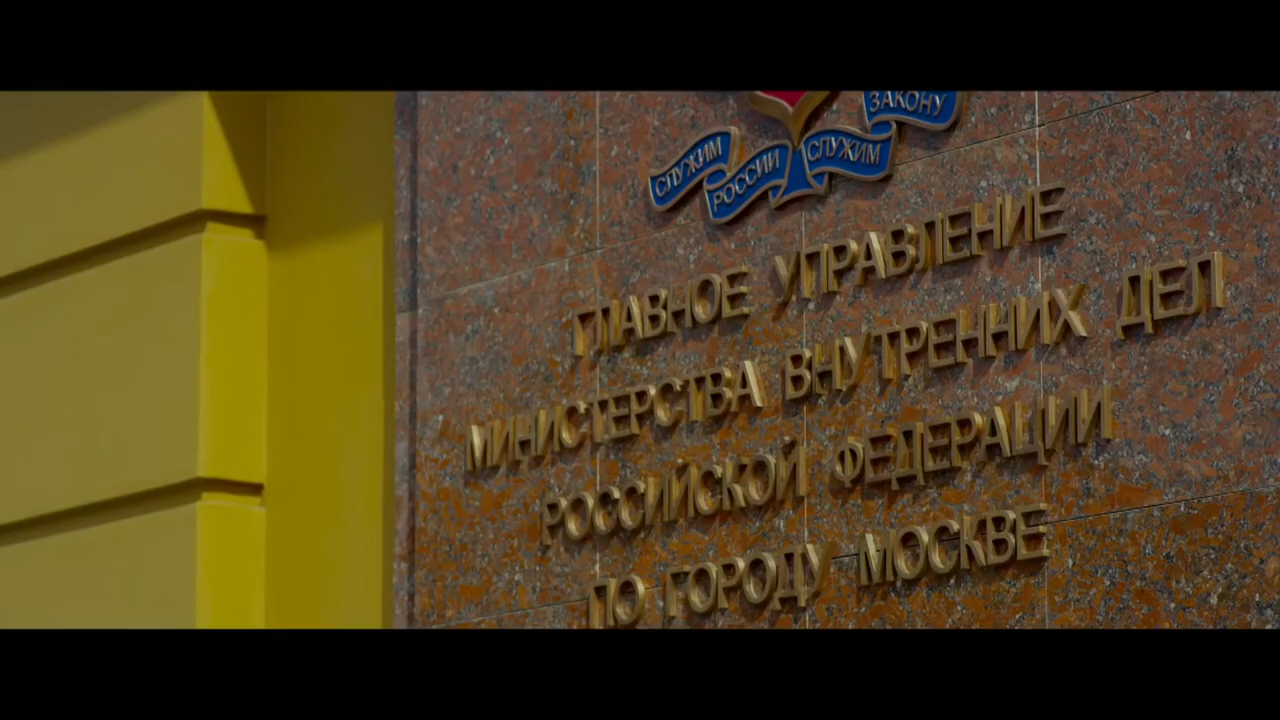 СЛУЖИМ РОССИИ СЛУЖИМ ЗАКОНУ
ГЛАВНОЕ УПРАВЛЕНИЕ
МИНИСТЕРСТВА ВНУТРЕННИХ ДЕЛ
РОССИЙСКОЙ ФЕДЕРАЦИИ
ПО ГОРОДУ МОСКВЕ